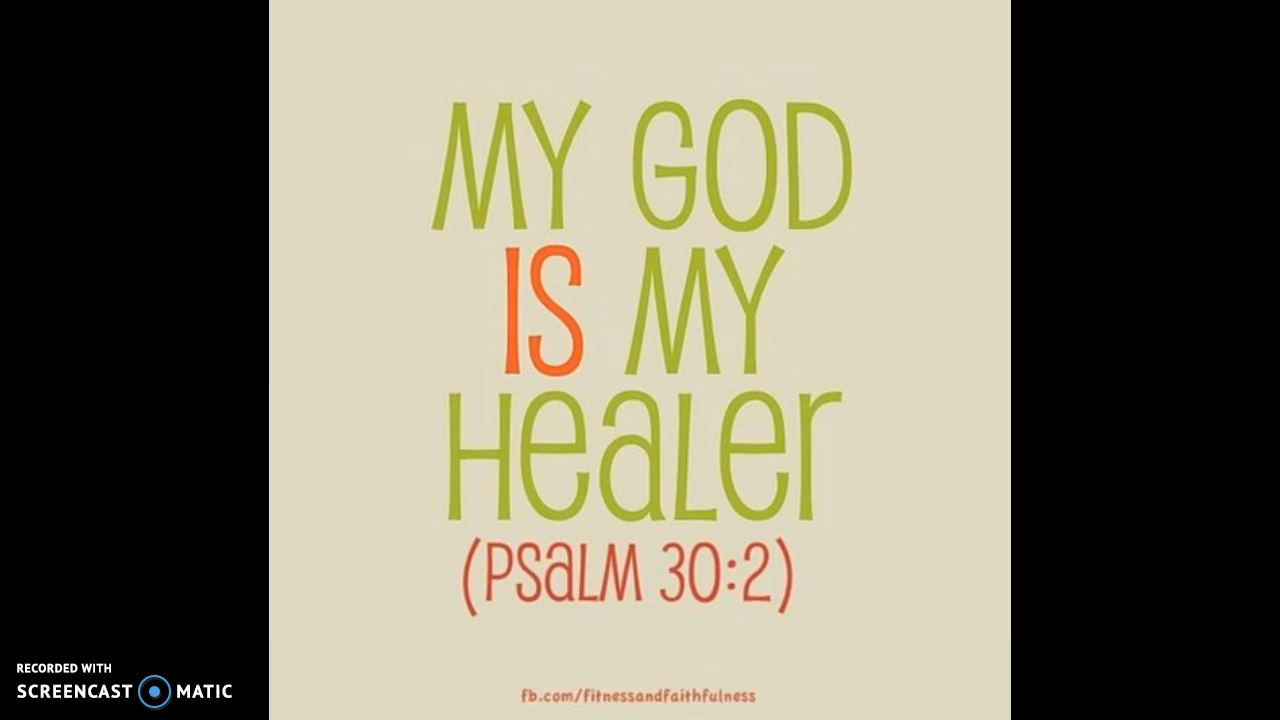 MY GOD
IS MY
Healer
(Psalm 30:2)
fb.com/fitnessandfaithfulness
RECORDED WITH
SCREENCAST MATIC